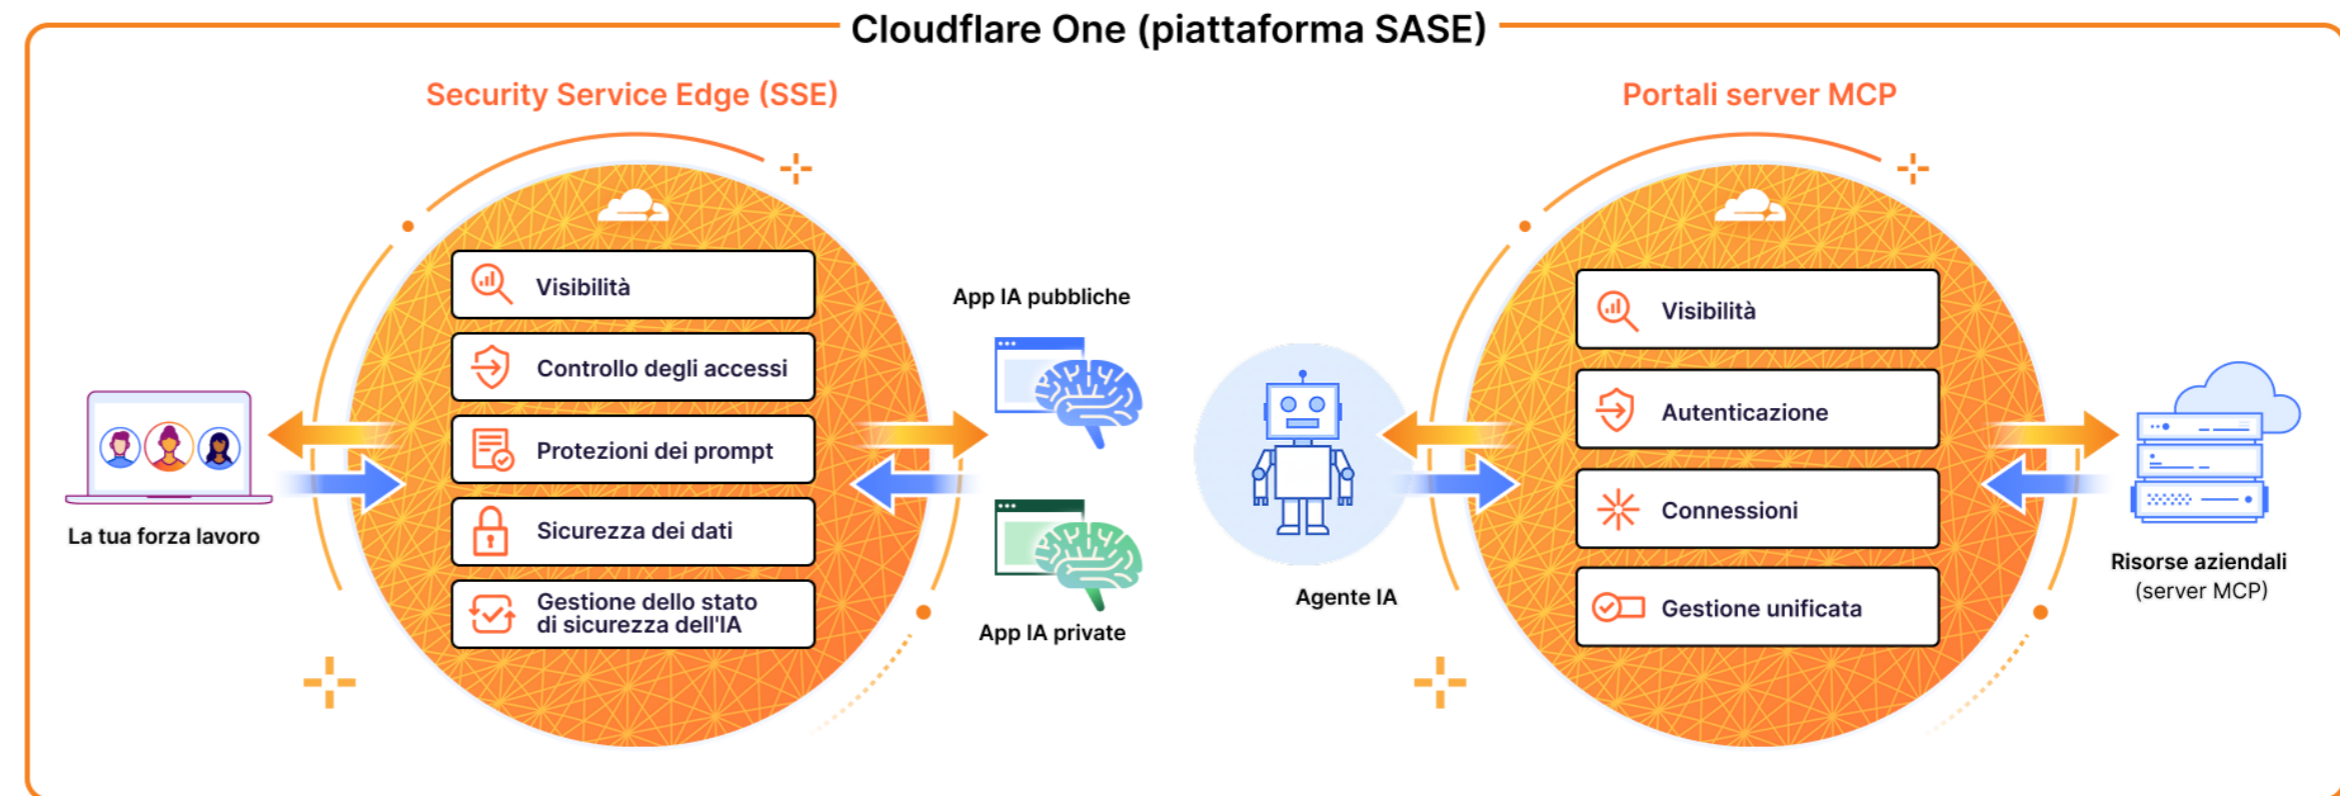 Cloudflare One (piattaforma SASE)
Security Service Edge (SSE)
Visibilità
Controllo degli accessi
Protezioni dei prompt
Sicurezza dei dati
Gestione dello stato
di sicurezza dell'IA
La tua forza lavoro
App IA pubbliche
App IA private
Portali server MCP
Agente IA
Visibilità
Autenticazione
Connessioni
Gestione unificata
Risorse aziendali
(server MCP)